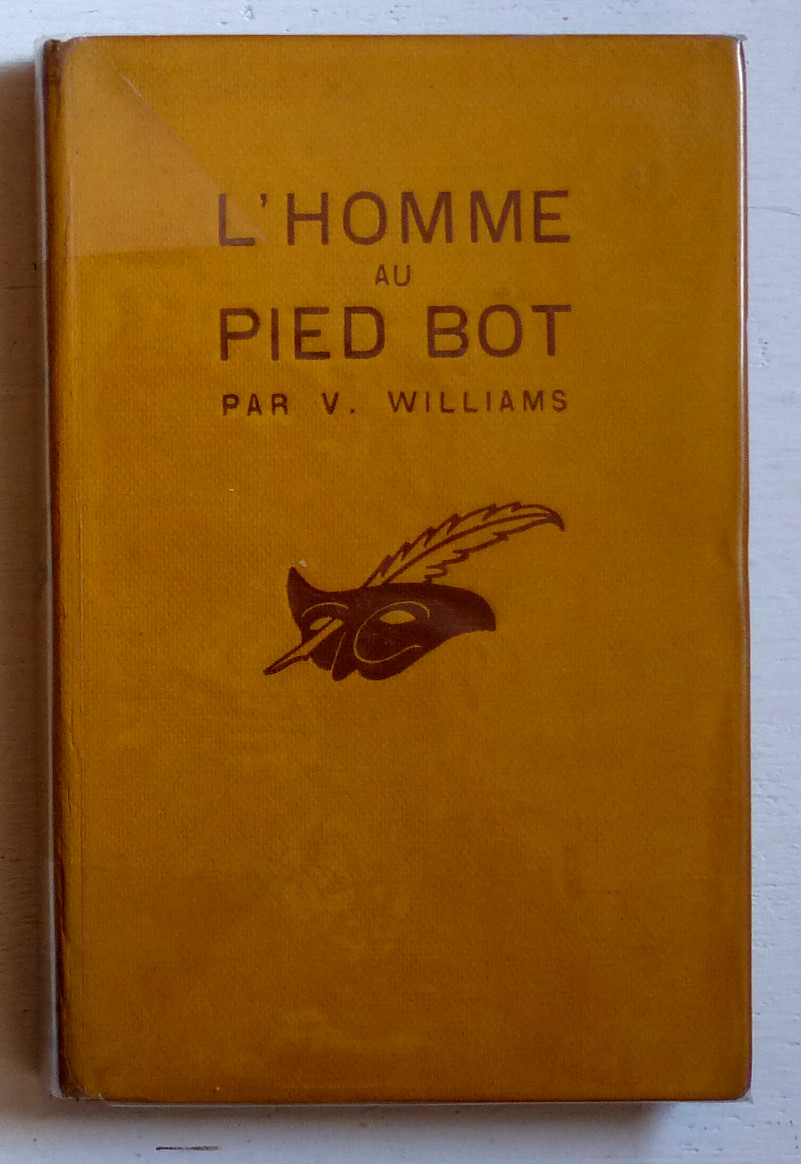 L'HOMME
AU
PIED BOT
PAR V. WILLIAMS